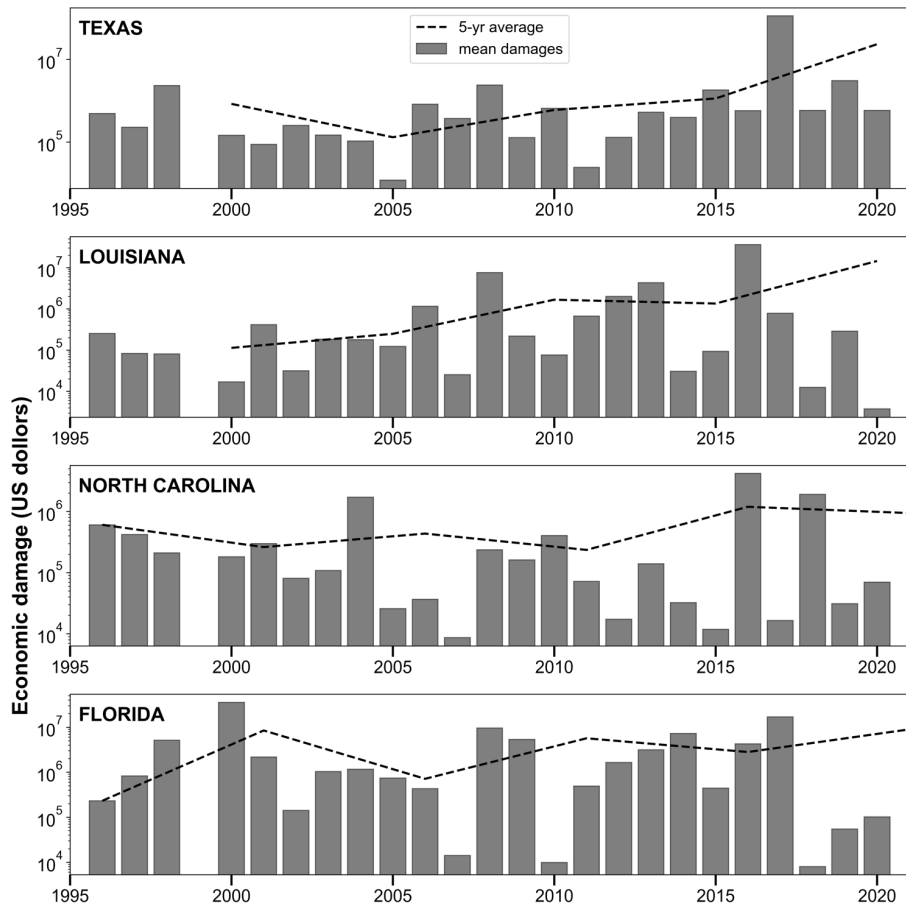 TEXAS
5-yr average
mean damages
10^7
10^5
1995 2000 2005 2010 2015 2020
LOUISIANA
10^7
10^6
10^5
10^4
1995 2000 2005 2010 2015 2020
Economic damage (US dollors)
NORTH CAROLINA
10^6
10^5
10^4
1995 2000 2005 2010 2015 2020
FLORIDA
10^7
10^6
10^5
10^4
1995 2000 2005 2010 2015 2020